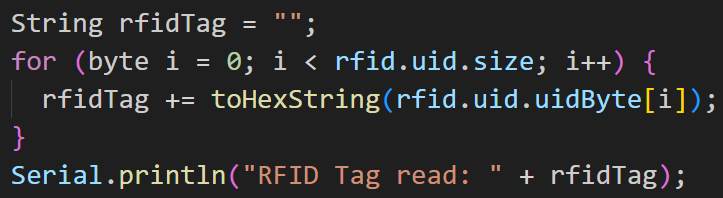 String rfidTag = "";
for (byte i = 0; i < rfid.uid.size; i++) {
  rfidTag += toHexString(rfid.uid.uidByte[i]);
}
Serial.println("RFID Tag read: " + rfidTag);